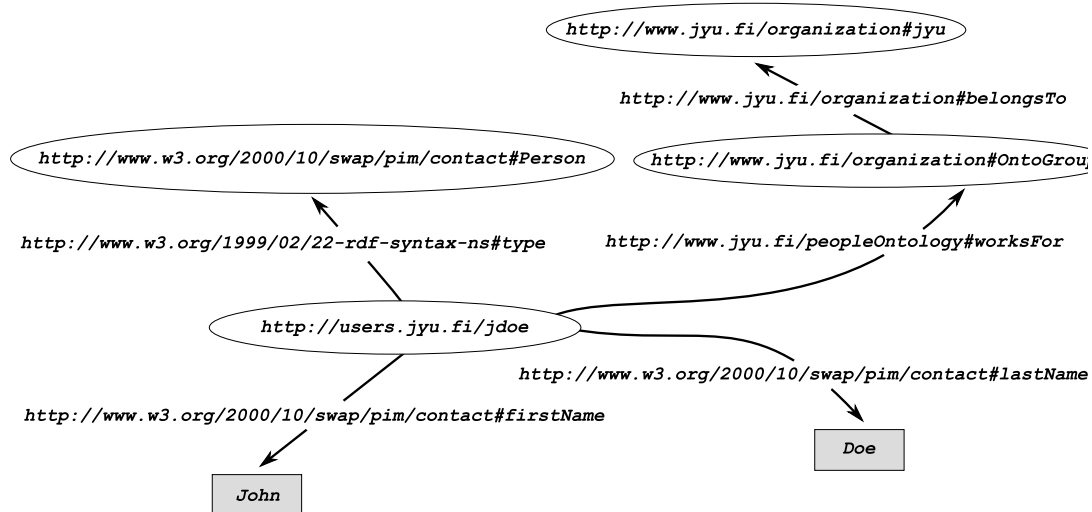 http://www.jyu.fi/organization#jyu
http://www.jyu.fi/organization#belongsTo
http://www.w3.org/2000/10/swap/pim/contact#Person
http://www.jyu.fi/organization#OntoGroup
http://www.w3.org/1999/02/22-rdf-syntax-ns#type
http://www.jyu.fi/peopleOntology#worksFor
http://users.jyu.fi/jdoe
http://www.w3.org/2000/10/swap/pim/contact#lastName
http://www.w3.org/2000/10/swap/pim/contact#firstName
Doe
John